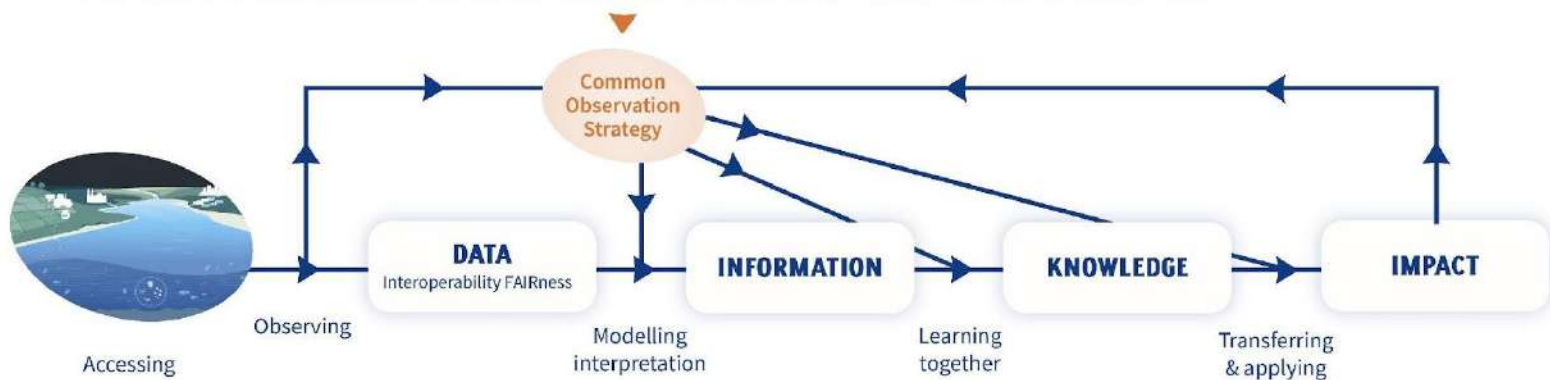 Common
Observation
Strategy
DATA
Interoperability FAIRness
INFORMATION
KNOWLEDGE
IMPACT
Observing
Accessing
Modelling
interpretation
Learning
together
Transferring
& applying